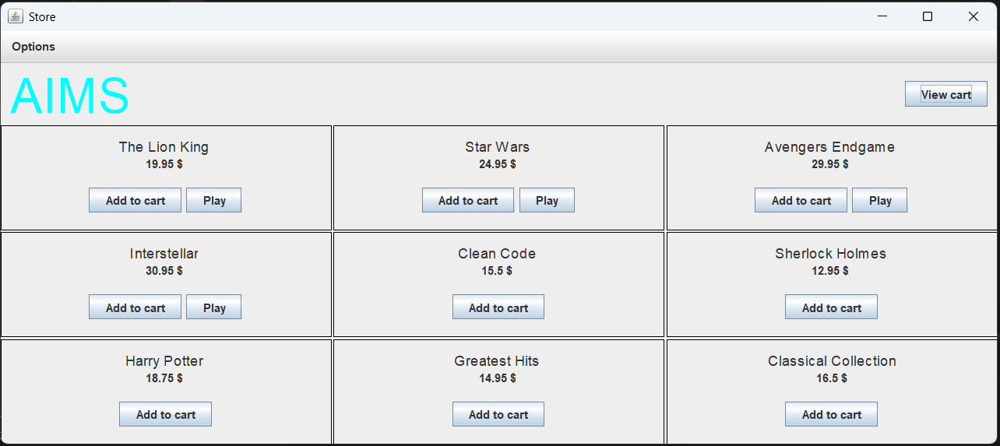 Store
Options
AIMS
View cart
The Lion King
19.95 $
Add to cart Play
Star Wars
24.95 $
Add to cart Play
Avengers Endgame
29.95 $
Add to cart Play
Interstellar
30.95 $
Add to cart Play
Clean Code
15.5 $
Add to cart
Sherlock Holmes
12.95 $
Add to cart
Harry Potter
18.75 $
Add to cart
Greatest Hits
14.95 $
Add to cart
Classical Collection
16.5 $
Add to cart